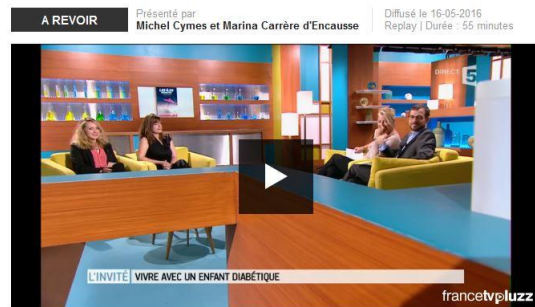 A REVOIR
Présenté par
Michel Cymes et Marina Carrère d'Encausse
Diffusé le 16-05-2016
Replay | Durée : 55 minutes
DIRECT 5
L'INVITÉ VIVRE AVEC UN ENFANT DIABÉTIQUE
francetvpluzz